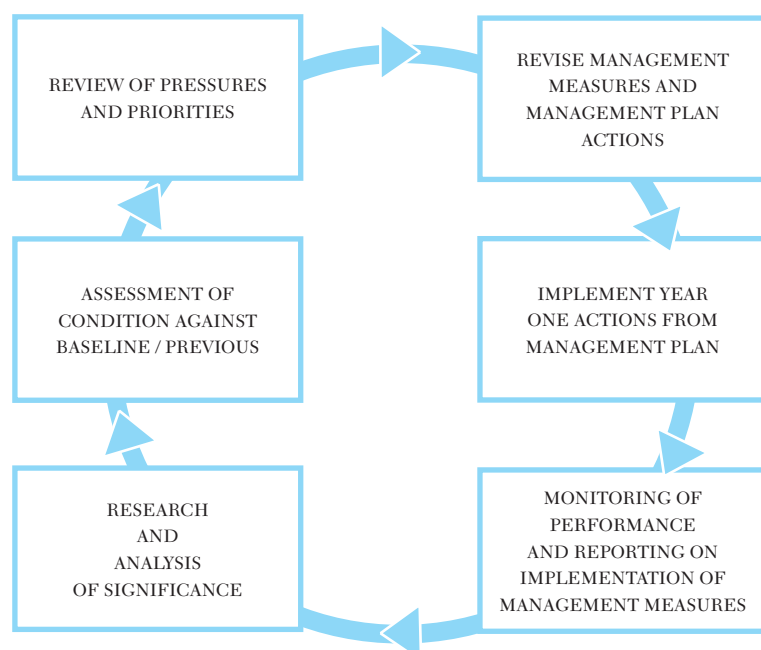 REVIEW OF PRESSURES
AND PRIORITIES
REVISE MANAGEMENT
MEASURES AND
MANAGEMENT PLAN
ACTIONS
ASSESSMENT OF
CONDITION AGAINST
BASELINE / PREVIOUS
IMPLEMENT YEAR
ONE ACTIONS FROM
MANAGEMENT PLAN
RESEARCH
AND
ANALYSIS
OF SIGNIFICANCE
MONITORING OF
PERFORMANCE
AND REPORTING ON
IMPLEMENTATION OF
MANAGEMENT MEASURES